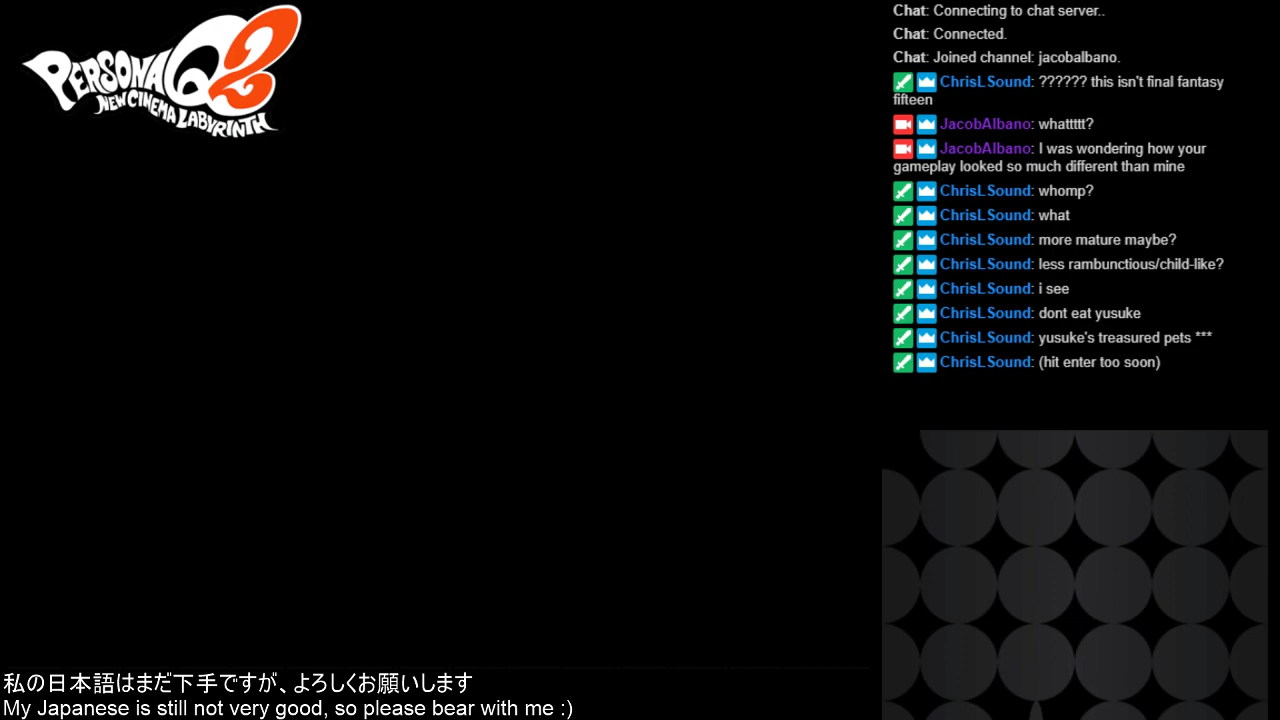 PERSONA Q2
NEW CINEMA LABYRINTH
Chat: Connecting to chat server..
Chat: Connected.
Chat: Joined channel: jacobalbano.
ChrisLSound: ?????? this isn't final fantasy
fifteen
JacobAlbano: whattttt?
JacobAlbano: I was wondering how your
gameplay looked so much different than mine
ChrisLSound: whomp?
ChrisLSound: what
ChrisLSound: more mature maybe?
ChrisLSound: less rambunctious/child-like?
ChrisLSound: i see
ChrisLSound: dont eat yusuke
ChrisLSound: yusuke's treasured pets ***
ChrisLSound: (hit enter too soon)
私の日本語はまだ下手ですが、よろしくお願いします
My Japanese is still not very good, so please bear with me :)